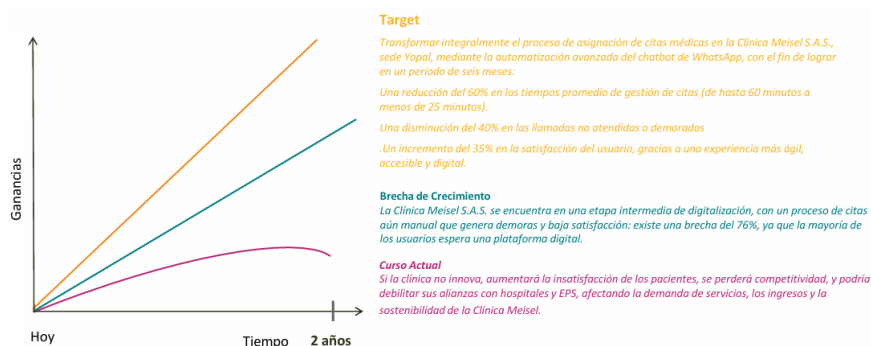 Target
Transformar integralmente el proceso de asignación de citas médicas en la Clínica Meisel S.A.S.,
sede Yopal, mediante la automatización avanzada del chatbot de WhatsApp, con el fin de lograr
en un periodo de seis meses:
Una reducción del 60% en los tiempos promedio de gestión de citas (de hasta 60 minutos a
menos de 25 minutos).
Una disminución del 40% en las llamadas no atendidas o demoradas
.Un incremento del 35% en la satisfacción del usuario, gracias a una experiencia más ágil,
accesible y digital.
Brecha de Crecimiento
La Clínica Meisel S.A.S. se encuentra en una etapa intermedia de digitalización, con un proceso de citas
aún manual que genera demoras y baja satisfacción: existe una brecha del 76%, ya que la mayoría de
los usuarios espera una plataforma digital.
Curso Actual
Si la clínica no innova, aumentará la insatisfacción de los pacientes, se perderá competitividad, y podría
debilitar sus alianzas con hospitales y EPS, afectando la demanda de servicios, los ingresos y la
sostenibilidad de la Clínica Meisel.
Ganancias
Hoy
Tiempo
2 años